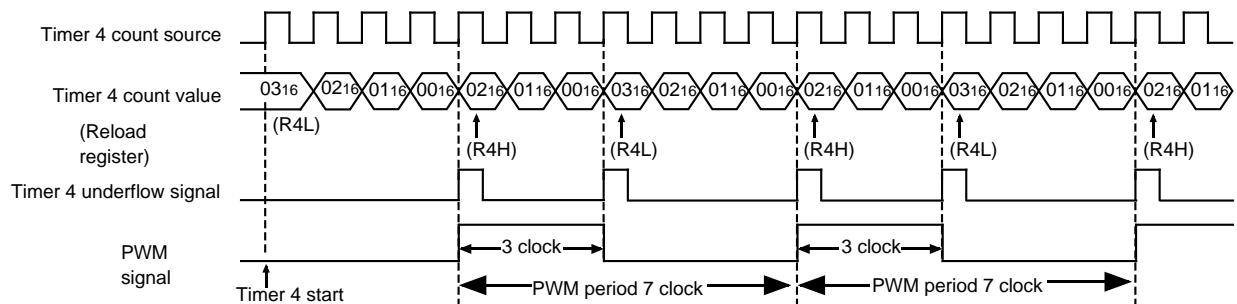 Timer 4 count source
Timer 4 count value
0316 0216 0116 0016 0216 0116 0016 0316 0216 0116 0016 0216 0116 0016 0316 0216 0116 0016 0216 0116
(Reload
register)
(R4L) (R4H) (R4L) (R4H) (R4L) (R4H)
Timer 4 underflow signal
PWM
signal
3 clock 3 clock
PWM period 7 clock PWM period 7 clock
Timer 4 start